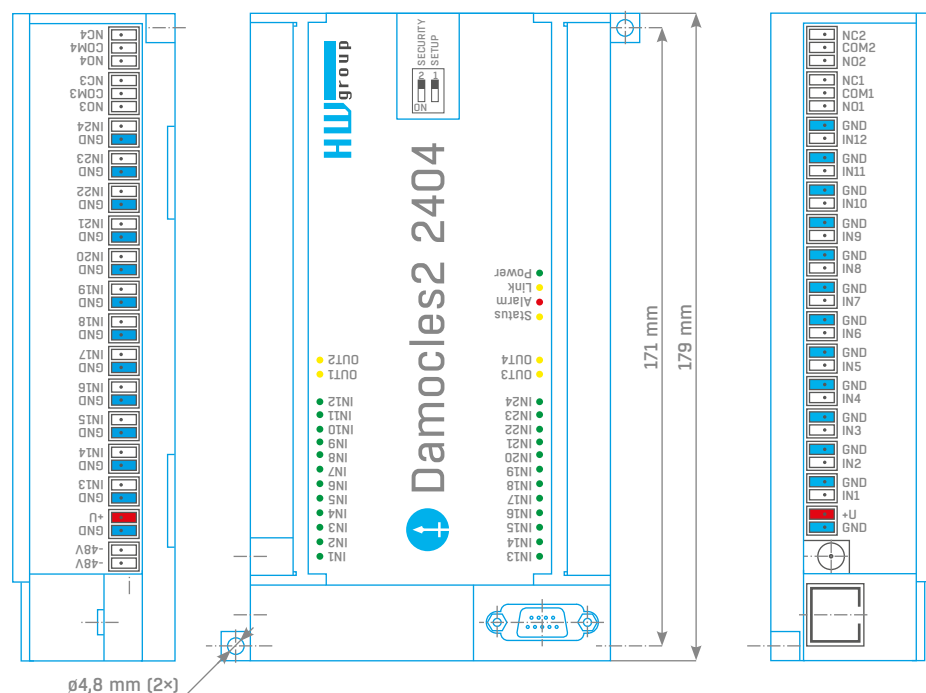 NC4
COM4
NO4
NC3
COM3
NO3
IN24
GND
IN23
GND
IN22
GND
IN21
GND
IN20
GND
IN19
GND
IN18
GND
IN17
GND
IN16
GND
IN15
GND
IN14
GND
IN13
GND
+U
GND
-48V
-48V
HW group
SECURITY
SETUP
2 1
ON
Damocles2 2404
Power
Link
Alarm
Status
OUT2
OUT1
OUT4
OUT3
IN12
IN11
IN10
IN9
IN8
IN7
IN6
IN5
IN4
IN3
IN2
IN1
IN24
IN23
IN22
IN21
IN20
IN19
IN18
IN17
IN16
IN15
IN14
IN13
171 mm
179 mm
ø4,8 mm (2×)
NC2
COM2
NO2
NC1
COM1
NO1
GND
IN12
GND
IN11
GND
IN10
GND
IN9
GND
IN8
GND
IN7
GND
IN6
GND
IN5
GND
IN4
GND
IN3
GND
IN2
GND
IN1
+U
GND